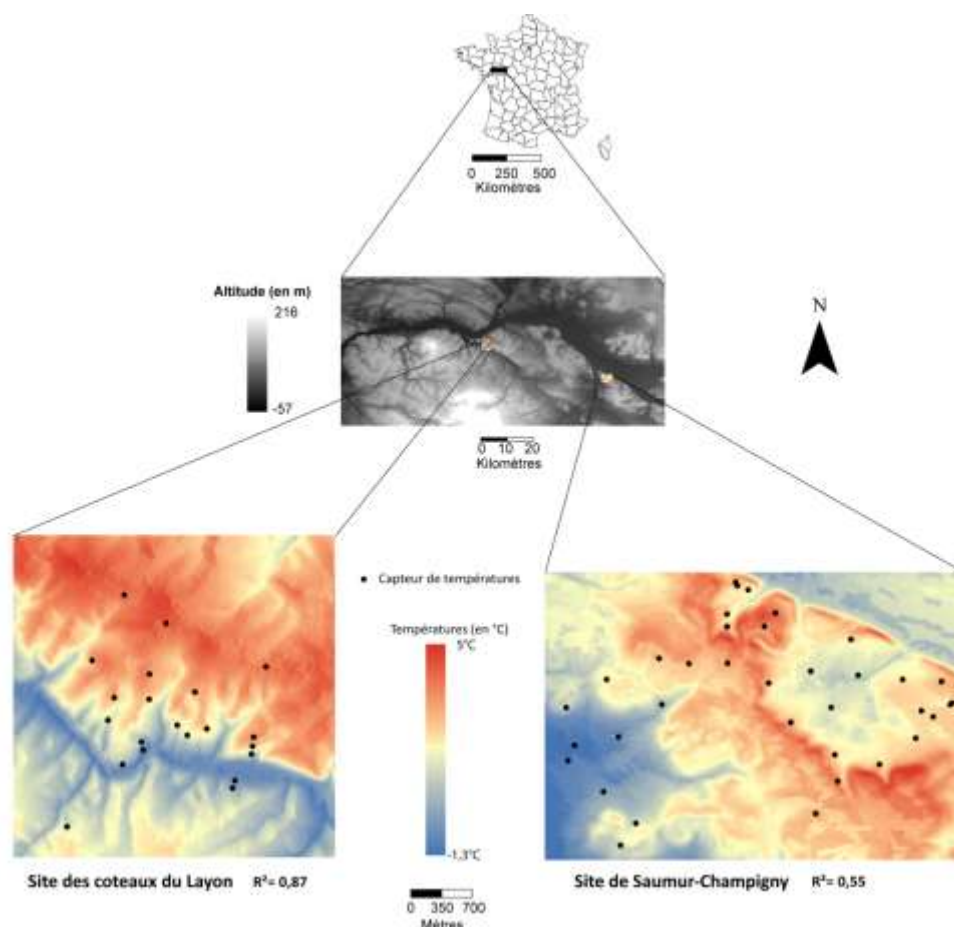 0 250 500
Kilomètres
Altitude (en m)
216
-57
N
0 10 20
Kilomètres
Capteur de températures
Températures (en °C)
5°C
-1,3°C
Site des coteaux du Layon R²= 0,87
Site de Saumur-Champigny R²= 0,55
0 350 700
Mètres